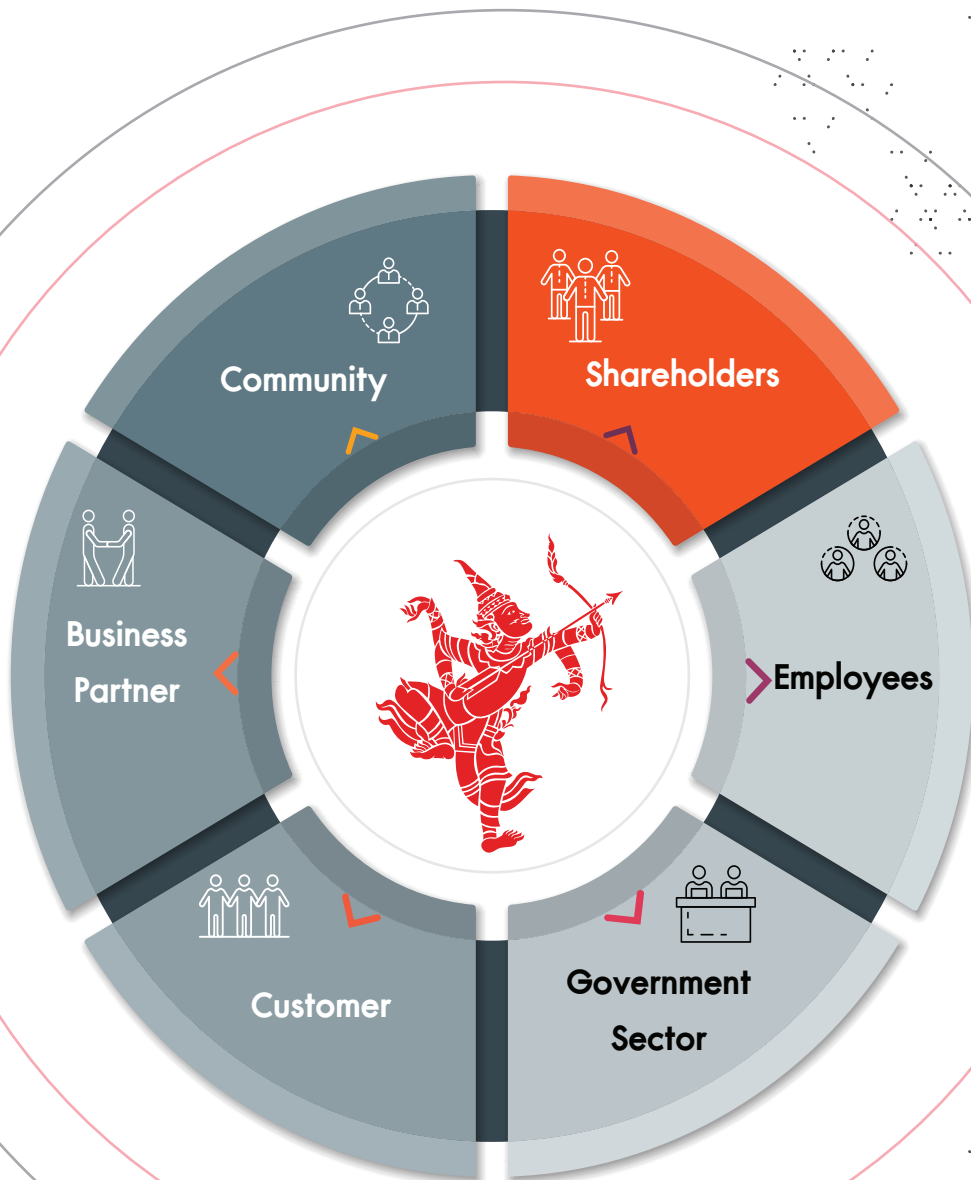 Community
Shareholders
Business
Partner
Employees
Customer
Government
Sector